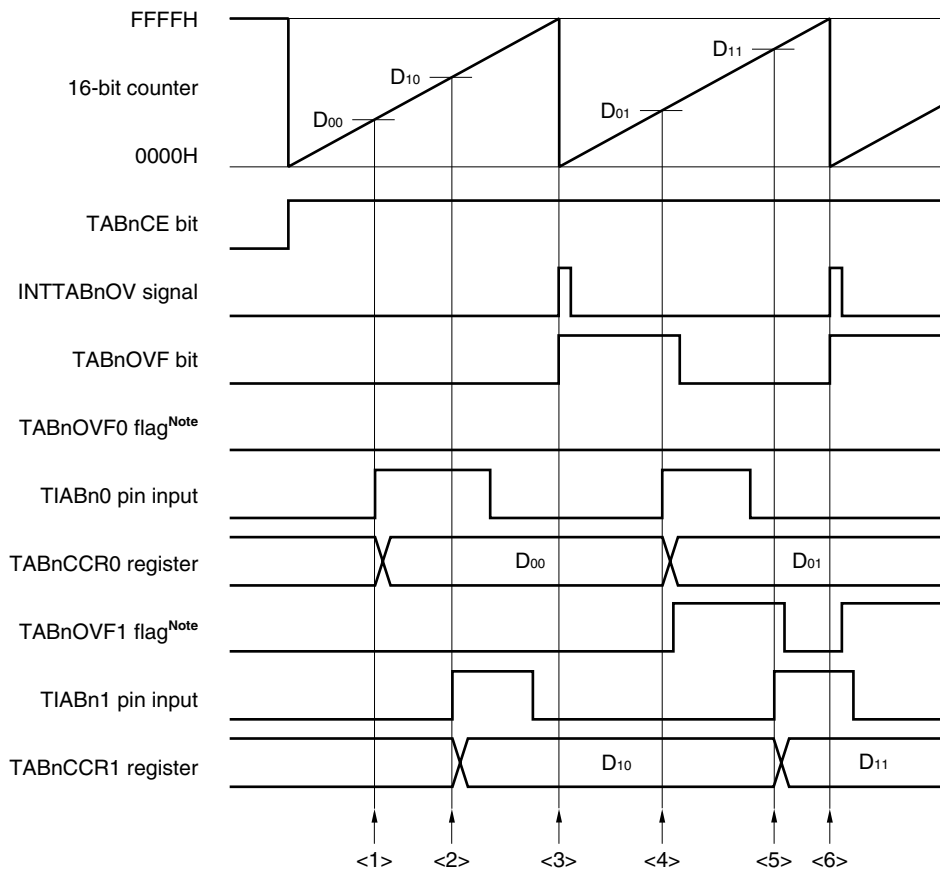 FFFFH
16-bit counter
0000H
D00
D10
D01
D11
TABnCE bit
INTTABnOV signal
TABnOVF bit
TABnOVF0 flagNote
TIABn0 pin input
TABnCCR0 register
D00
D01
TABnOVF1 flagNote
TIABn1 pin input
TABnCCR1 register
D10
D11
<1> <2> <3> <4> <5> <6>